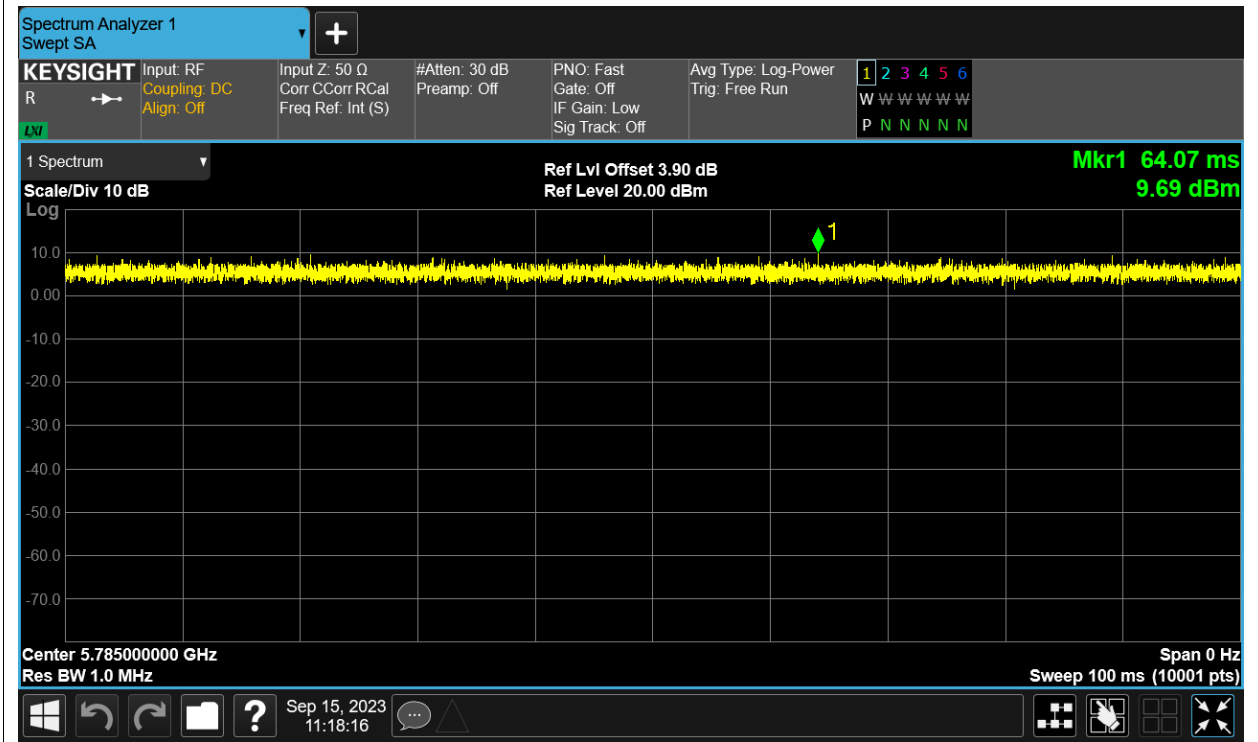 Spectrum Analyzer 1
Swept SA
KEYSIGHT
R
LXI
Input: RF
Coupling: DC
Align: Off
Input Z: 50 Ω
Corr CCorr RCal
Freq Ref: Int (S)
#Atten: 30 dB
Preamp: Off
PNO: Fast
Gate: Off
IF Gain: Low
Sig Track: Off
Avg Type: Log-Power
Trig: Free Run
1 2 3 4 5 6
W W W W W W
P N N N N N
1 Spectrum
Scale/Div 10 dB
Ref Lvl Offset 3.90 dB
Ref Level 20.00 dBm
Mkr1 64.07 ms
9.69 dBm
Log
1
10.0
0.00
-10.0
-20.0
-30.0
-40.0
-50.0
-60.0
-70.0
Center 5.785000000 GHz
Res BW 1.0 MHz
Span 0 Hz
Sweep 100 ms (10001 pts)
?
Sep 15, 2023
11:18:16